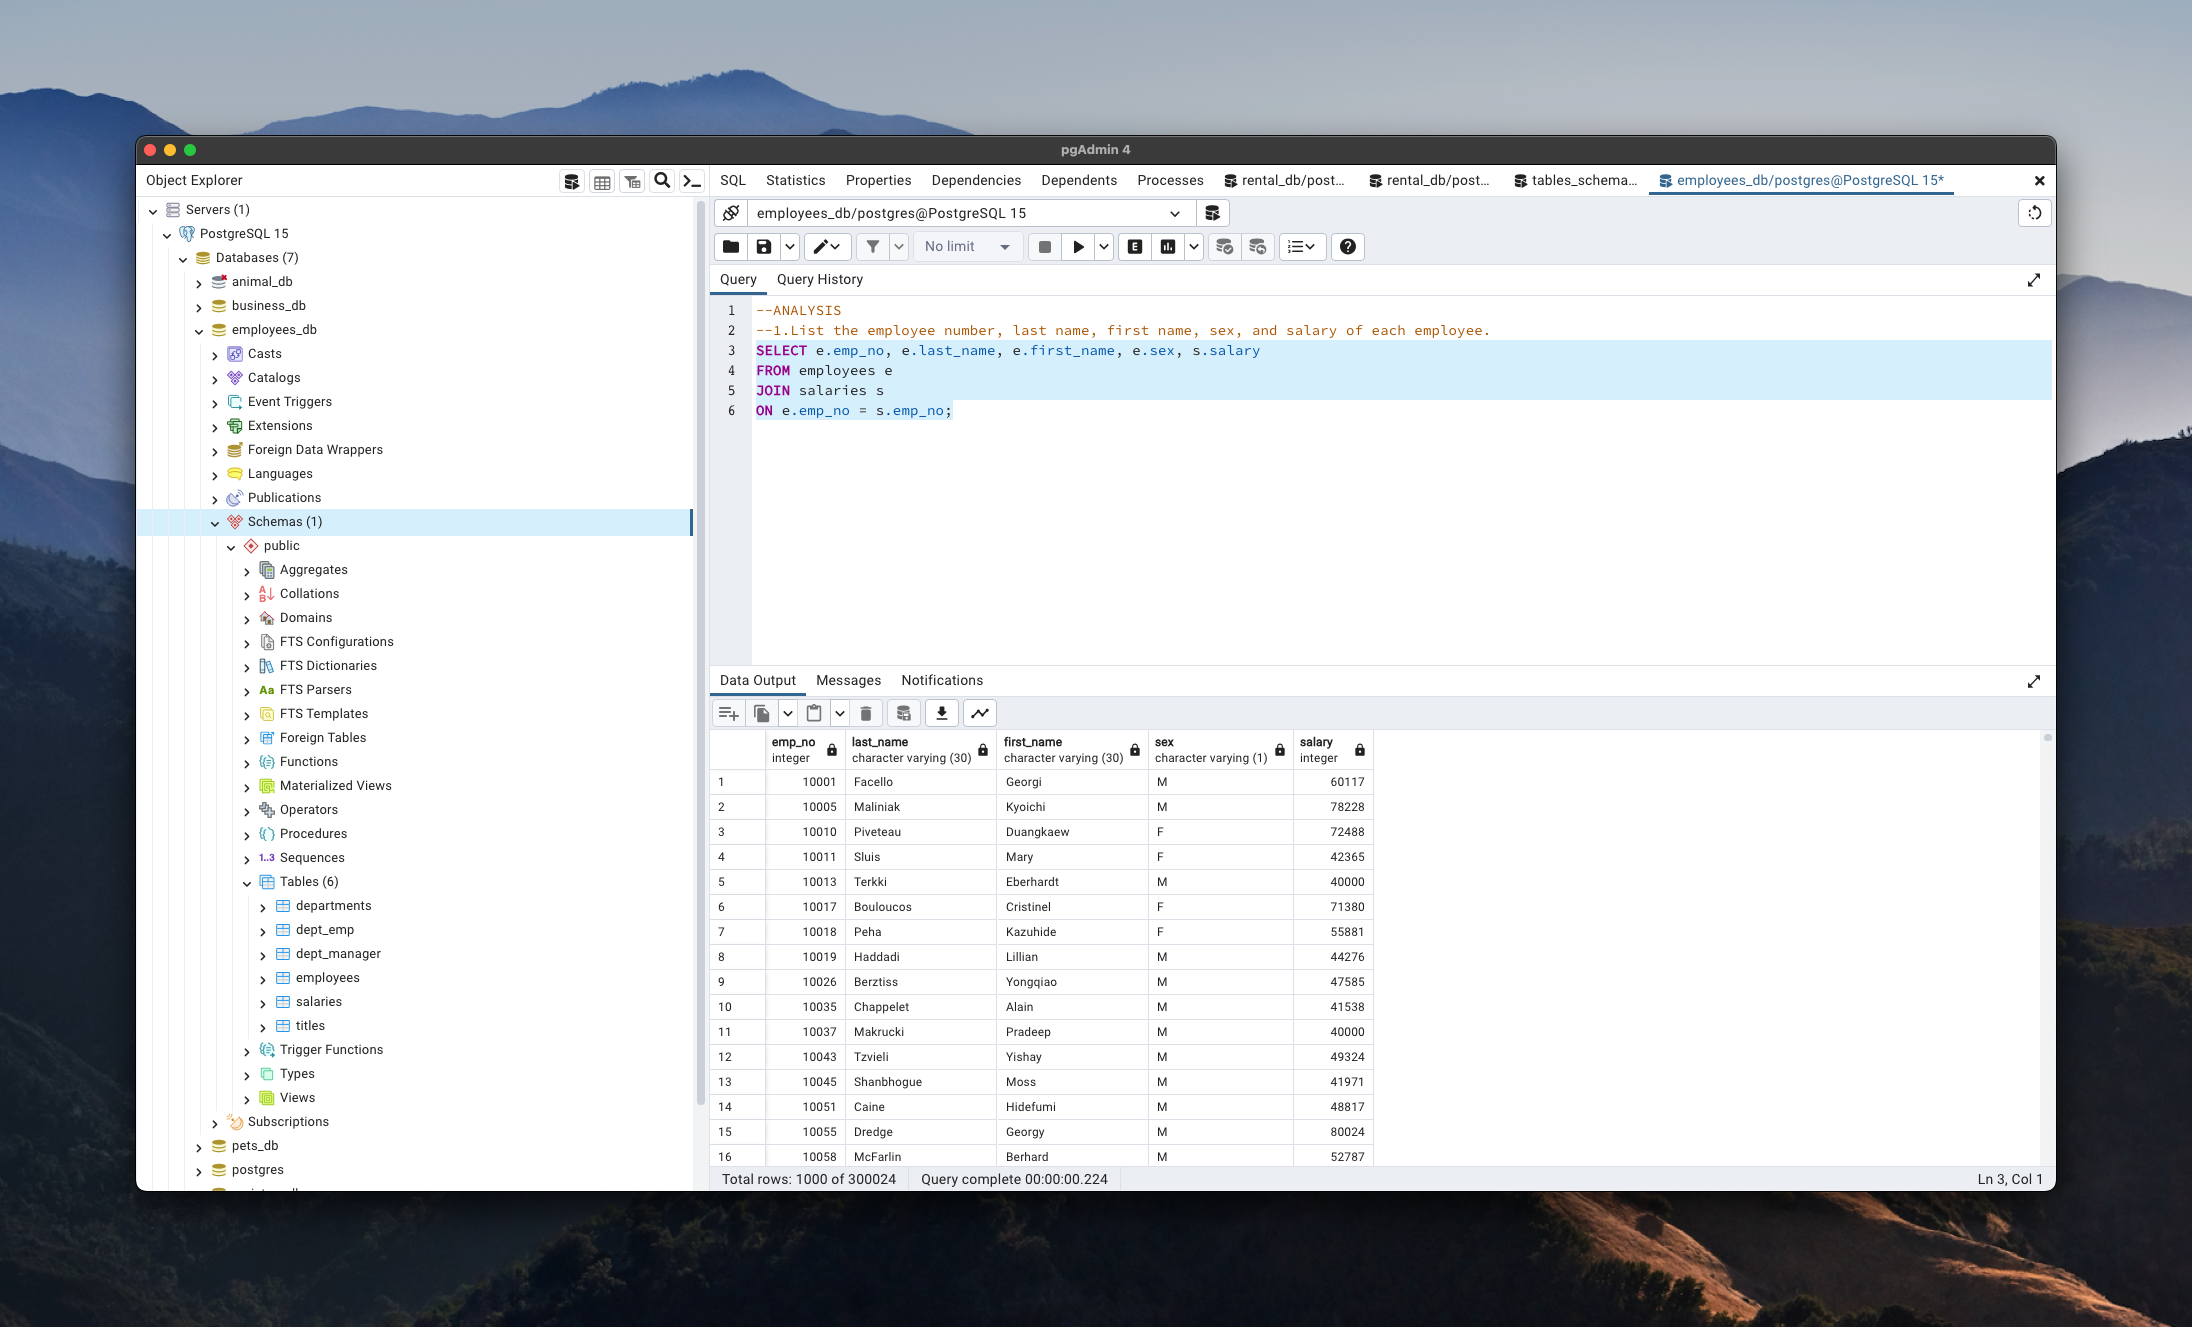 pgAdmin 4
Object Explorer
SQL Statistics Properties Dependencies Dependents Processes rental_db/post... rental_db/post... tables_schema... employees_db/postgres@PostgreSQL 15*
Servers (1)
PostgreSQL 15
Databases (7)
animal_db
business_db
employees_db
Casts
Catalogs
Event Triggers
Extensions
Foreign Data Wrappers
Languages
Publications
Schemas (1)
public
Aggregates
Collations
Domains
FTS Configurations
FTS Dictionaries
Aa FTS Parsers
FTS Templates
Foreign Tables
Functions
Materialized Views
Operators
Procedures
1..3 Sequences
Tables (6)
departments
dept_emp
dept_manager
employees
salaries
titles
Trigger Functions
Types
Views
Subscriptions
pets_db
postgres
employees_db/postgres@PostgreSQL 15
No limit
E
Query Query History
1 --ANALYSIS
2 --1.List the employee number, last name, first name, sex, and salary of each employee.
3 SELECT e.emp_no, e.last_name, e.first_name, e.sex, s.salary
4 FROM employees e
5 JOIN salaries s
6 ON e.emp_no = s.emp_no;
Data Output Messages Notifications
emp_no last_name first_name sex salary
integer character varying (30) character varying (30) character varying (1) integer
1 10001 Facello Georgi M 60117
2 10005 Maliniak Kyoichi M 78228
3 10010 Piveteau Duangkaew F 72488
4 10011 Sluis Mary F 42365
5 10013 Terkki Eberhardt M 40000
6 10017 Bouloucos Cristinel F 71380
7 10018 Peha Kazuhide F 55881
8 10019 Haddadi Lillian M 44276
9 10026 Berztiss Yongqiao M 47585
10 10035 Chappelet Alain M 41538
11 10037 Makrucki Pradeep M 40000
12 10043 Tzvieli Yishay M 49324
13 10045 Shanbhogue Moss M 41971
14 10051 Caine Hidefumi M 48817
15 10055 Dredge Georgy M 80024
16 10058 McFarlin Berhard M 52787
Total rows: 1000 of 300024 Query complete 00:00:00.224 Ln 3, Col 1